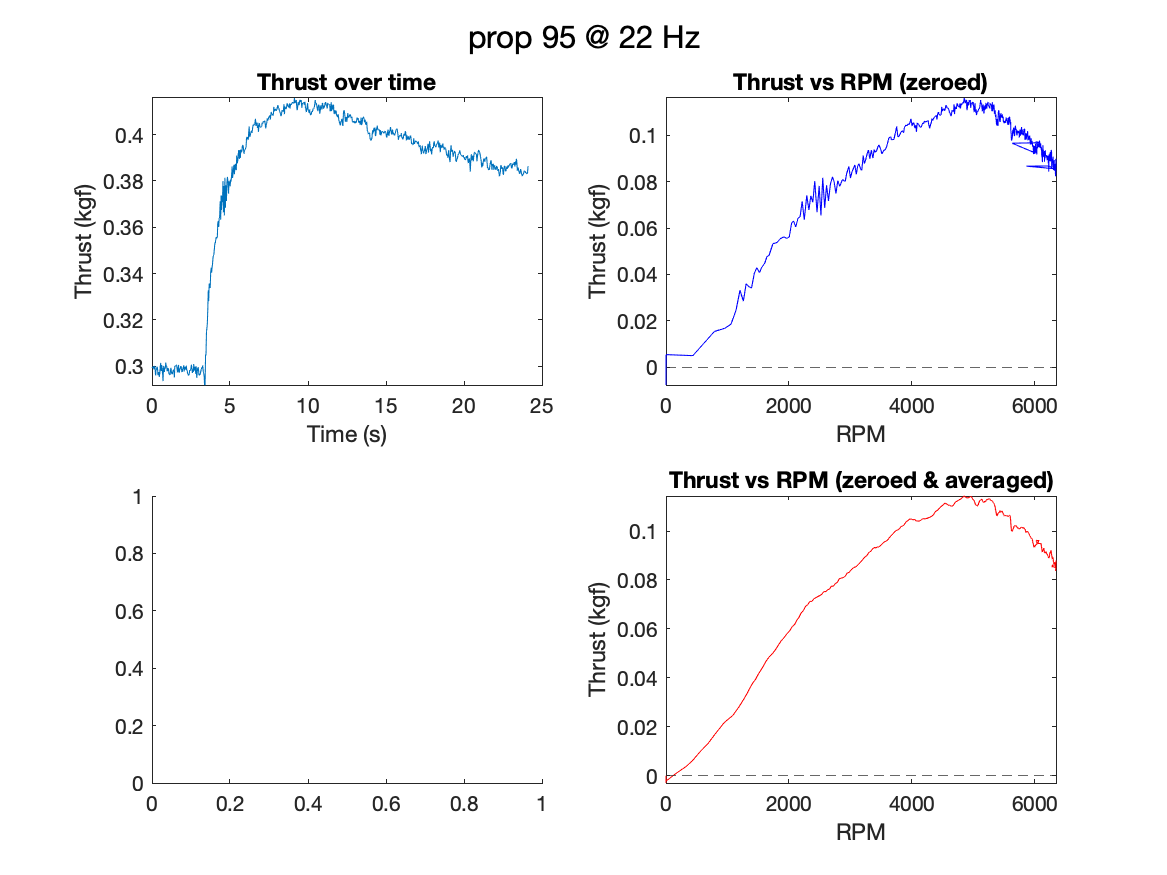 prop 95 @ 22 Hz
Thrust over time
Thrust (kgf)
0.4
0.38
0.36
0.34
0.32
0.3
0 5 10 15 20 25
Time (s)
Thrust vs RPM (zeroed)
Thrust (kgf)
0.1
0.08
0.06
0.04
0.02
0
0 2000 4000 6000
RPM
1
0.8
0.6
0.4
0.2
0
0 0.2 0.4 0.6 0.8 1
Thrust vs RPM (zeroed & averaged)
Thrust (kgf)
0.1
0.08
0.06
0.04
0.02
0
0 2000 4000 6000
RPM